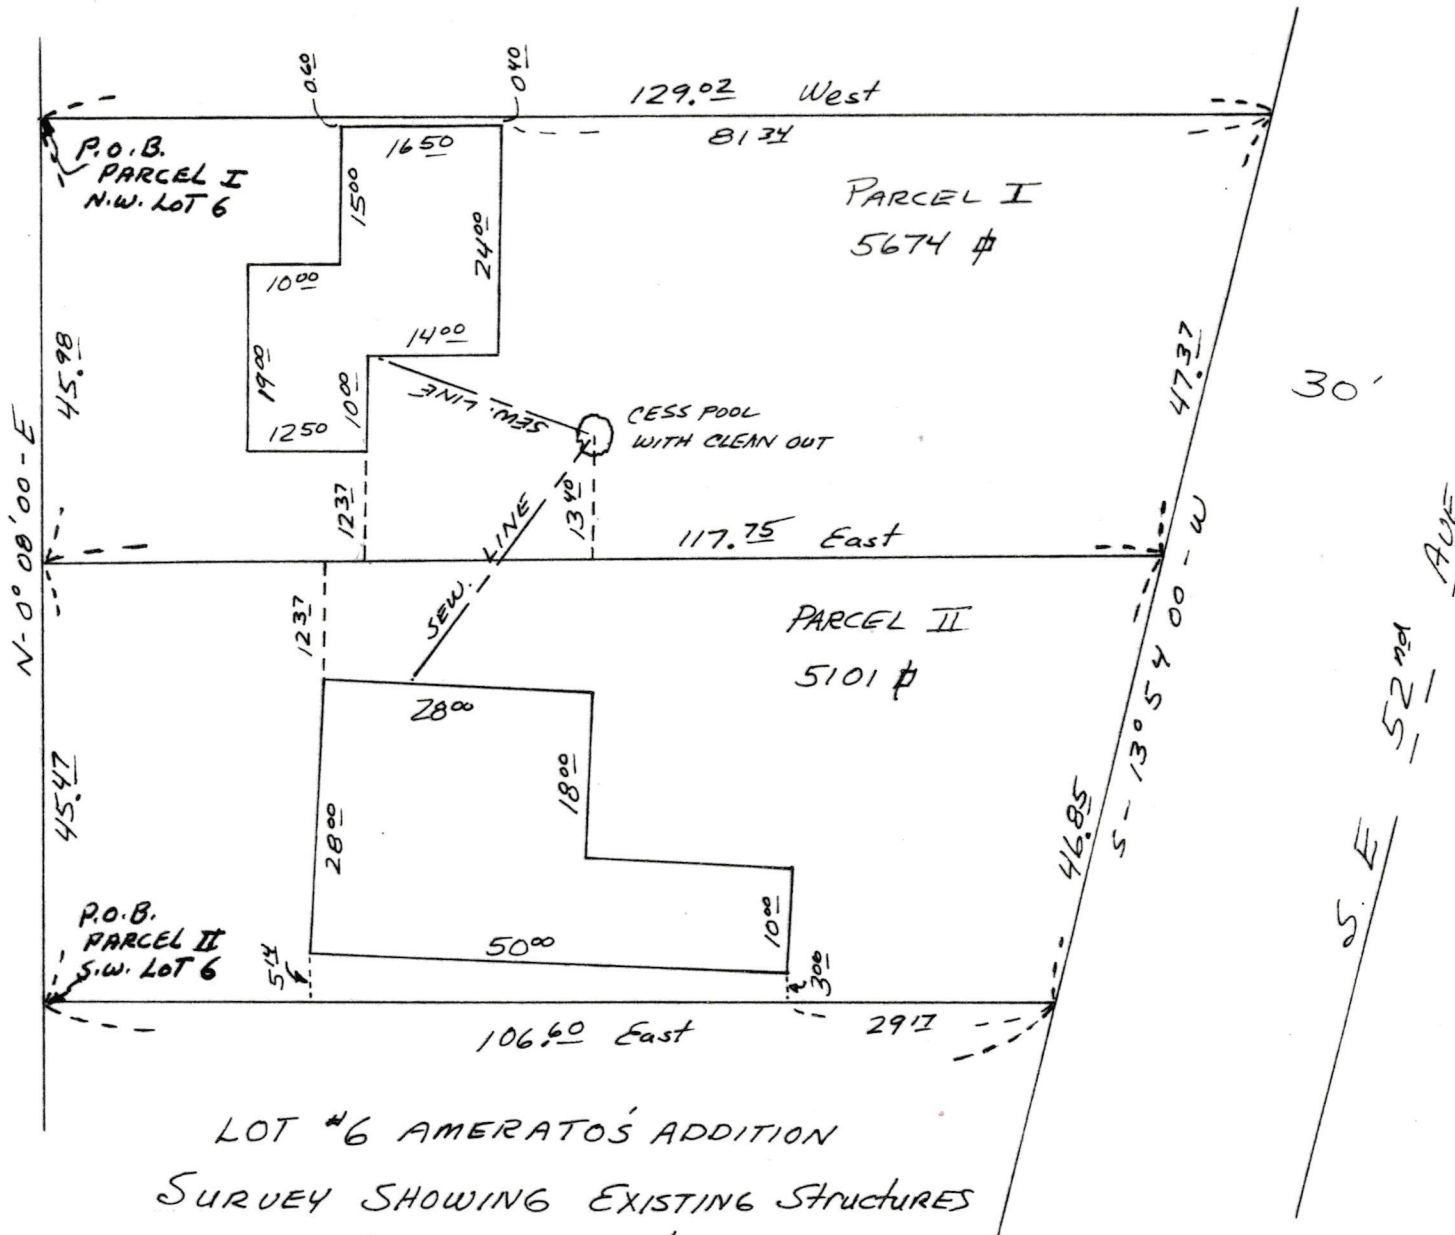 0.60
0.40
129.02 West
81.34
P.O.B.
PARCEL I
N.W. LOT 6
16 50
15 00
24 00
PARCEL I
5674 ⌗
10 00
14 00
19 00
10 00
12 50
45.98
SEW. LINE
CESS POOL
WITH CLEAN OUT
47.37
30'
N-0° 08' 00 - E
12 37
13 40
117.75 East
SEW. LINE
12 37
PARCEL II
5101 ⌗
S - 13° 54 00 - W
S. E 52nd AVE
28 00
18 00
28 00
45.47
46.85
P.O.B.
PARCEL II
S.W. LOT 6
50 00
10 00
5 14
3 00
106.60 East
29 17
LOT #6 AMERATO'S ADDITION
SURVEY SHOWING EXISTING Structures